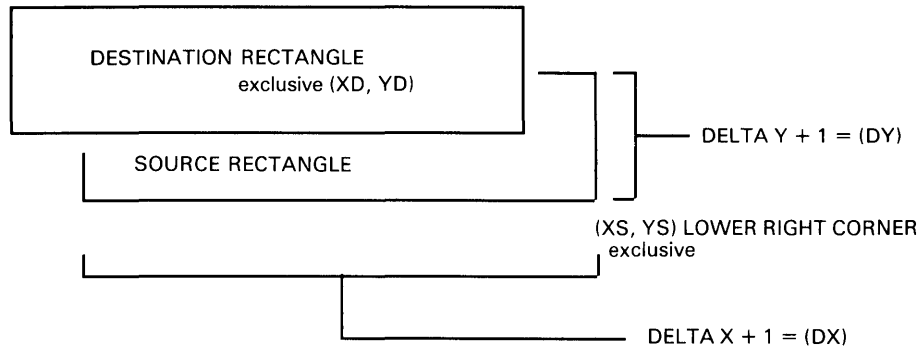 DESTINATION RECTANGLE
exclusive (XD, YD)
DELTA Y + 1 = (DY)
SOURCE RECTANGLE
(XS, YS) LOWER RIGHT CORNER
exclusive
DELTA X + 1 = (DX)